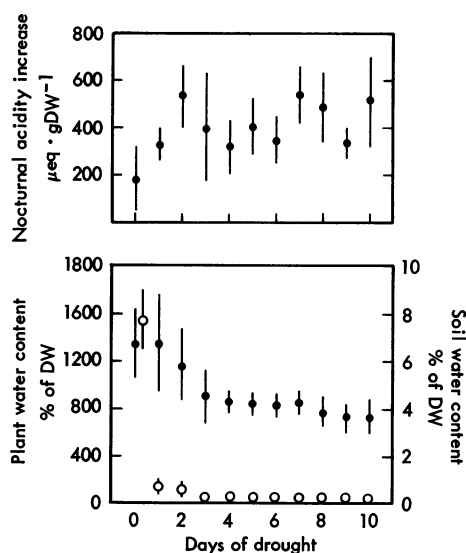 Nocturnal acidity increase
µeq · gDW⁻¹
800
600
400
200
Plant water content
% of DW
1800
1600
1200
800
400
0
10
8
6
4
2
0
Soil water content
% of DW
0 2 4 6 8 10
Days of drought